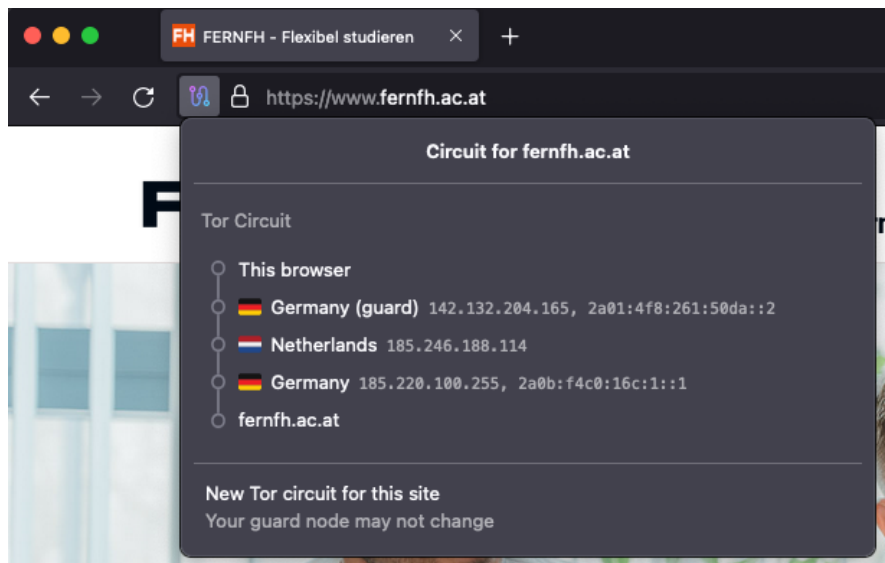 FH FERNFH - Flexibel studieren
https://www.fernfh.ac.at
Circuit for fernfh.ac.at
F
Tor Circuit
This browser
Germany (guard) 142.132.204.165, 2a01:4f8:261:50da::2
Netherlands 185.246.188.114
Germany 185.220.100.255, 2a0b:f4c0:16c:1::1
fernfh.ac.at
New Tor circuit for this site
Your guard node may not change